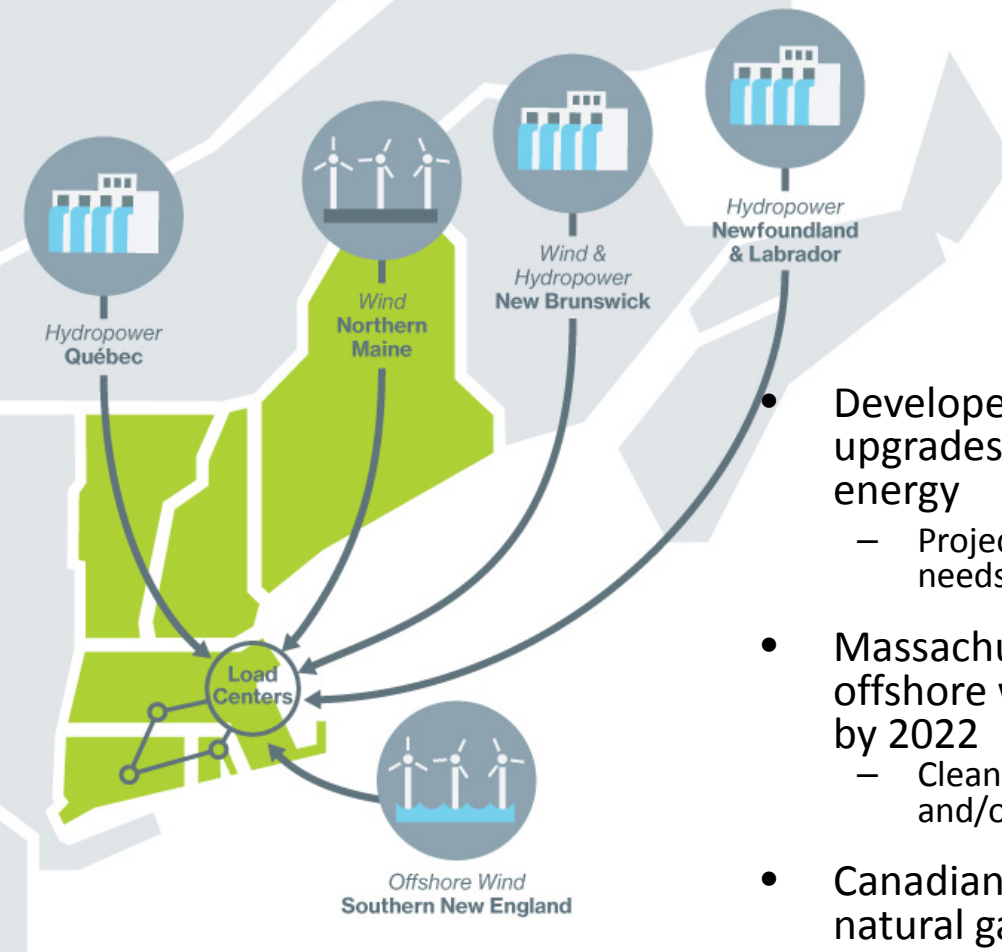 Hydropower
Québec
Wind
Northern
Maine
Wind &
Hydropower
New Brunswick
Hydropower
Newfoundland
& Labrador
Load
Centers
Offshore Wind
Southern New England
• Develope
upgrades
energy
– Projec
needs
• Massachu
offshore
by 2022
– Clean
and/o
• Canadian
natural ga